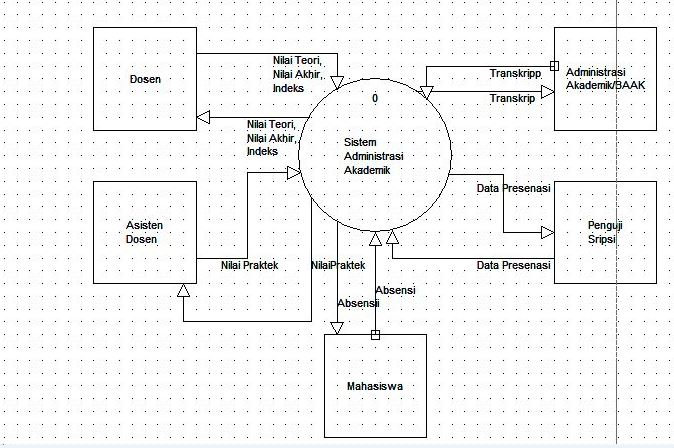 Dosen
Nilai Teori,
Nilai Akhir,
Indeks
Nilai Teori,
Nilai Akhir,
Indeks
0
Sistem
Administrasi
Akademik
Transkripp
Transkrip
Administrasi
Akademik/BAAK
Asisten
Dosen
Nilai Praktek
NilaiPraktek
Data Presenasi
Data Presenasi
Penguji
Sripsi
Absensi
Absensii
Mahasiswa